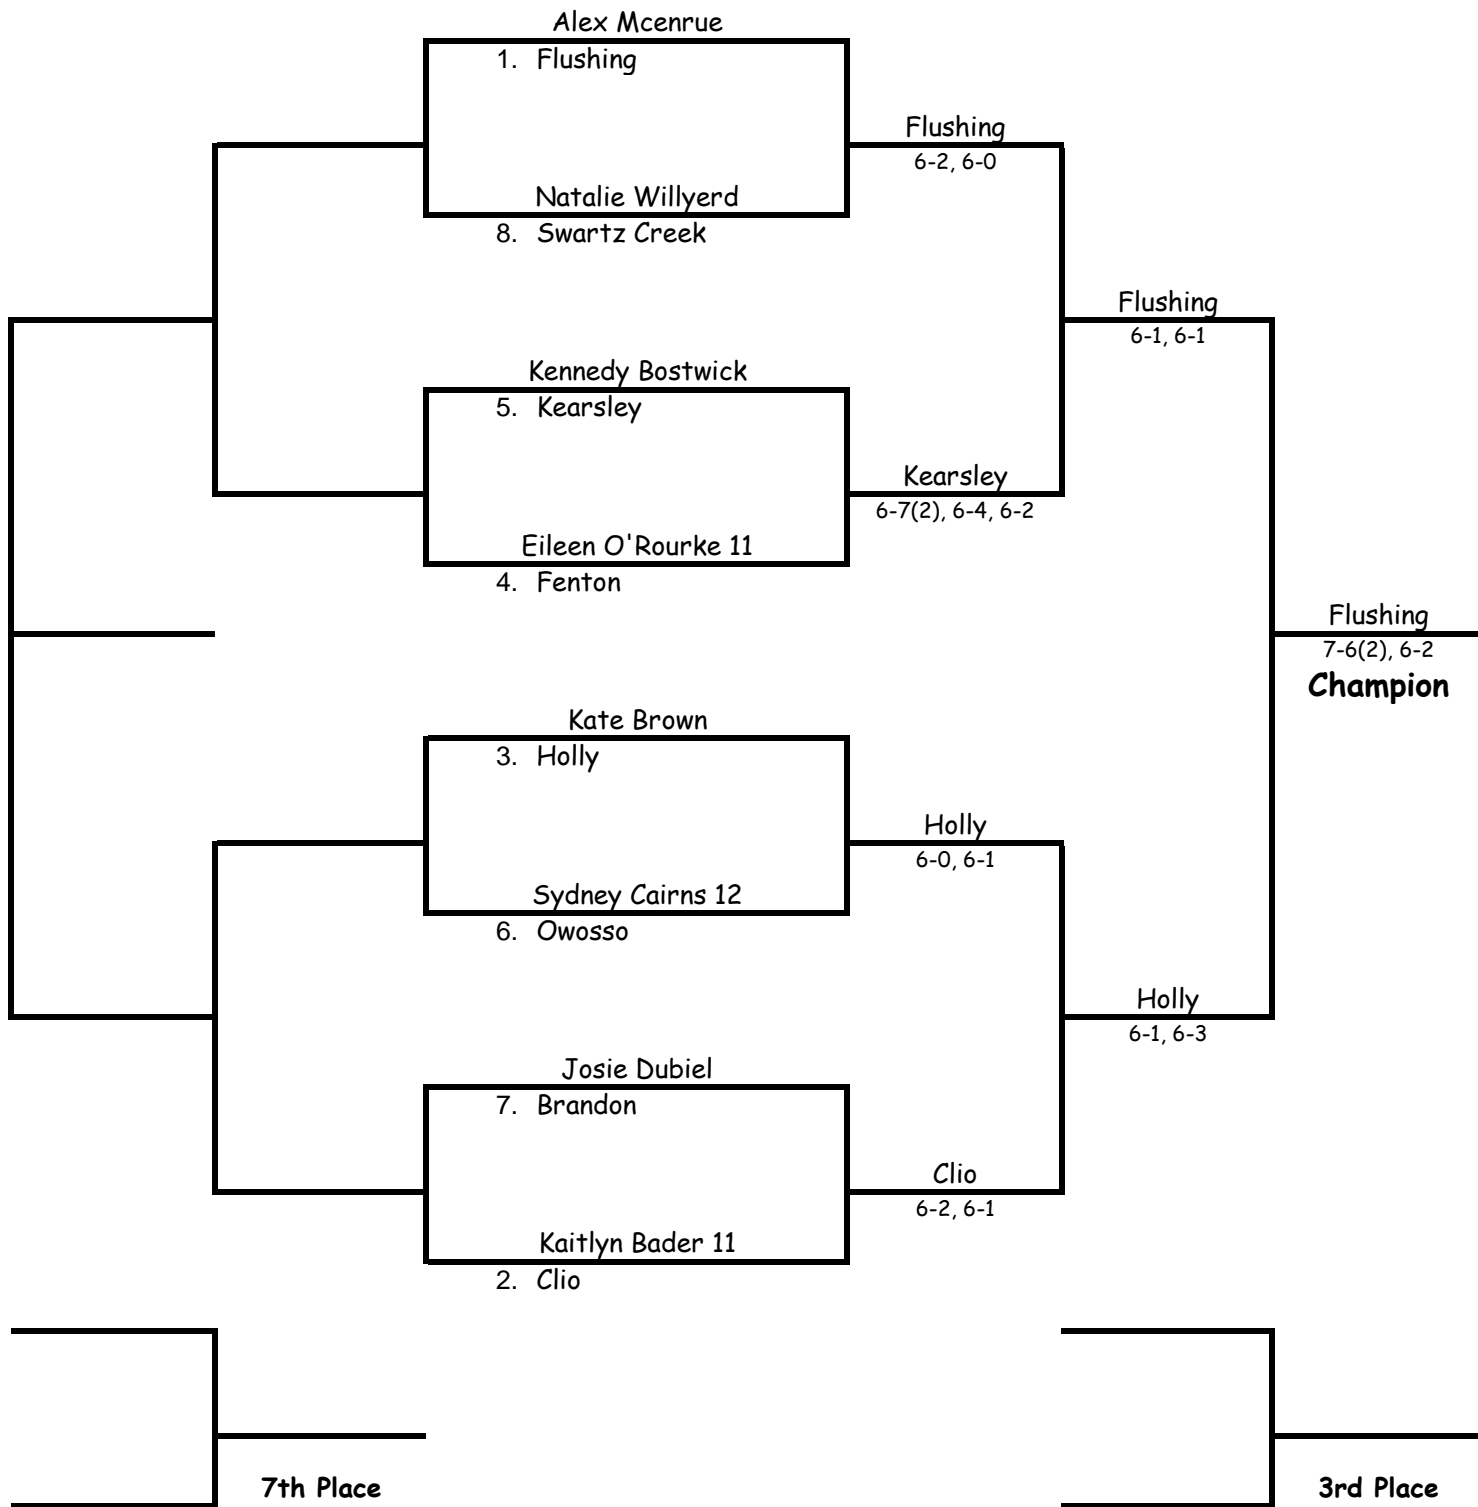 Alex Mcenrue
1. Flushing
Flushing
6-2, 6-0
Natalie Willyerd
8. Swartz Creek
Flushing
6-1, 6-1
Kennedy Bostwick
5. Kearsley
Kearsley
6-7(2), 6-4, 6-2
Eileen O'Rourke 11
4. Fenton
Flushing
7-6(2), 6-2
Champion
Kate Brown
3. Holly
Holly
6-0, 6-1
Sydney Cairns 12
6. Owosso
Holly
6-1, 6-3
Josie Dubiel
7. Brandon
Clio
6-2, 6-1
Kaitlyn Bader 11
2. Clio
7th Place
3rd Place